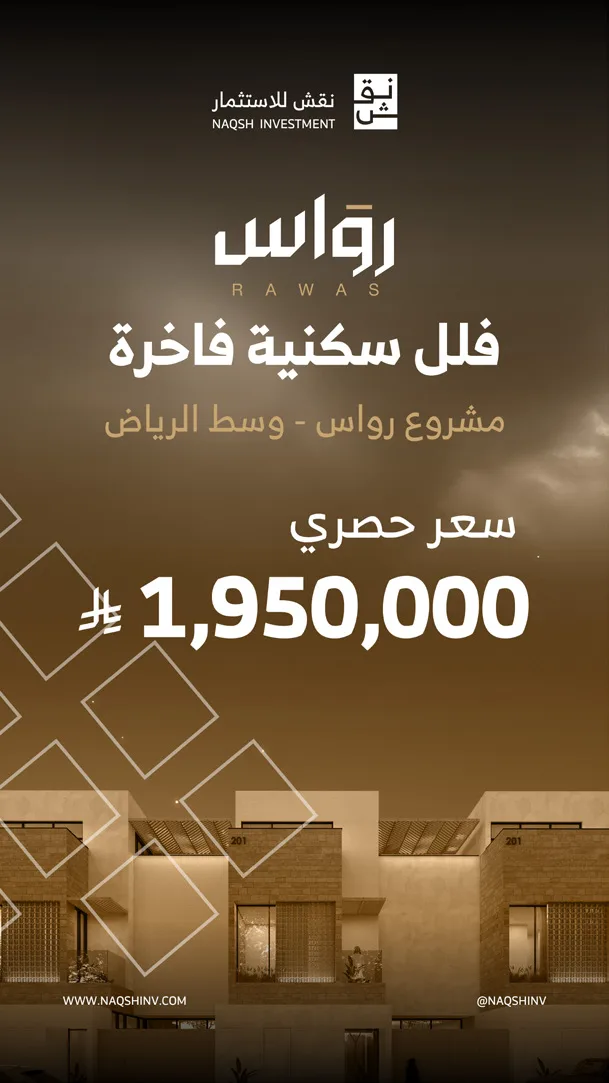 نقش للاستثمار
NAQSH INVESTMENT
نقش
رواس
RAWAS
فلل سكنية فاخرة
مشروع رواس - وسط الرياض
سعر حصري
1,950,000 ⃁
201
201
WWW.NAQSHINV.COM
@NAQSHINV